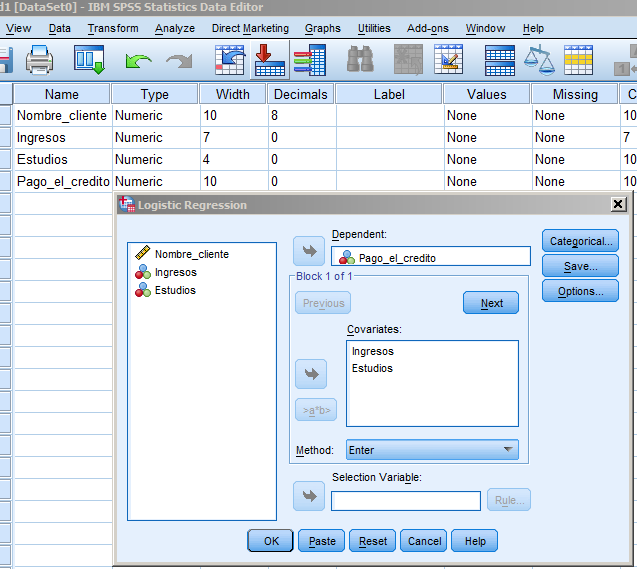 d1 [DataSet0] - IBM SPSS Statistics Data Editor
View Data Transform Analyze Direct Marketing Graphs Utilities Add-ons Window Help
Name Type Width Decimals Label Values Missing C
Nombre_cliente Numeric 10 8 None None 10
Ingresos Numeric 7 0 None None 7
Estudios Numeric 4 0 None None 10
Pago_el_credito Numeric 10 0 None None 10
Logistic Regression
Nombre_cliente
Ingresos
Estudios
Dependent:
Pago_el_credito
Block 1 of 1
Previous Next
Covariates:
Ingresos
Estudios
>a*b>
Method: Enter
Selection Variable:
Rule...
Categorical...
Save...
Options...
OK Paste Reset Cancel Help